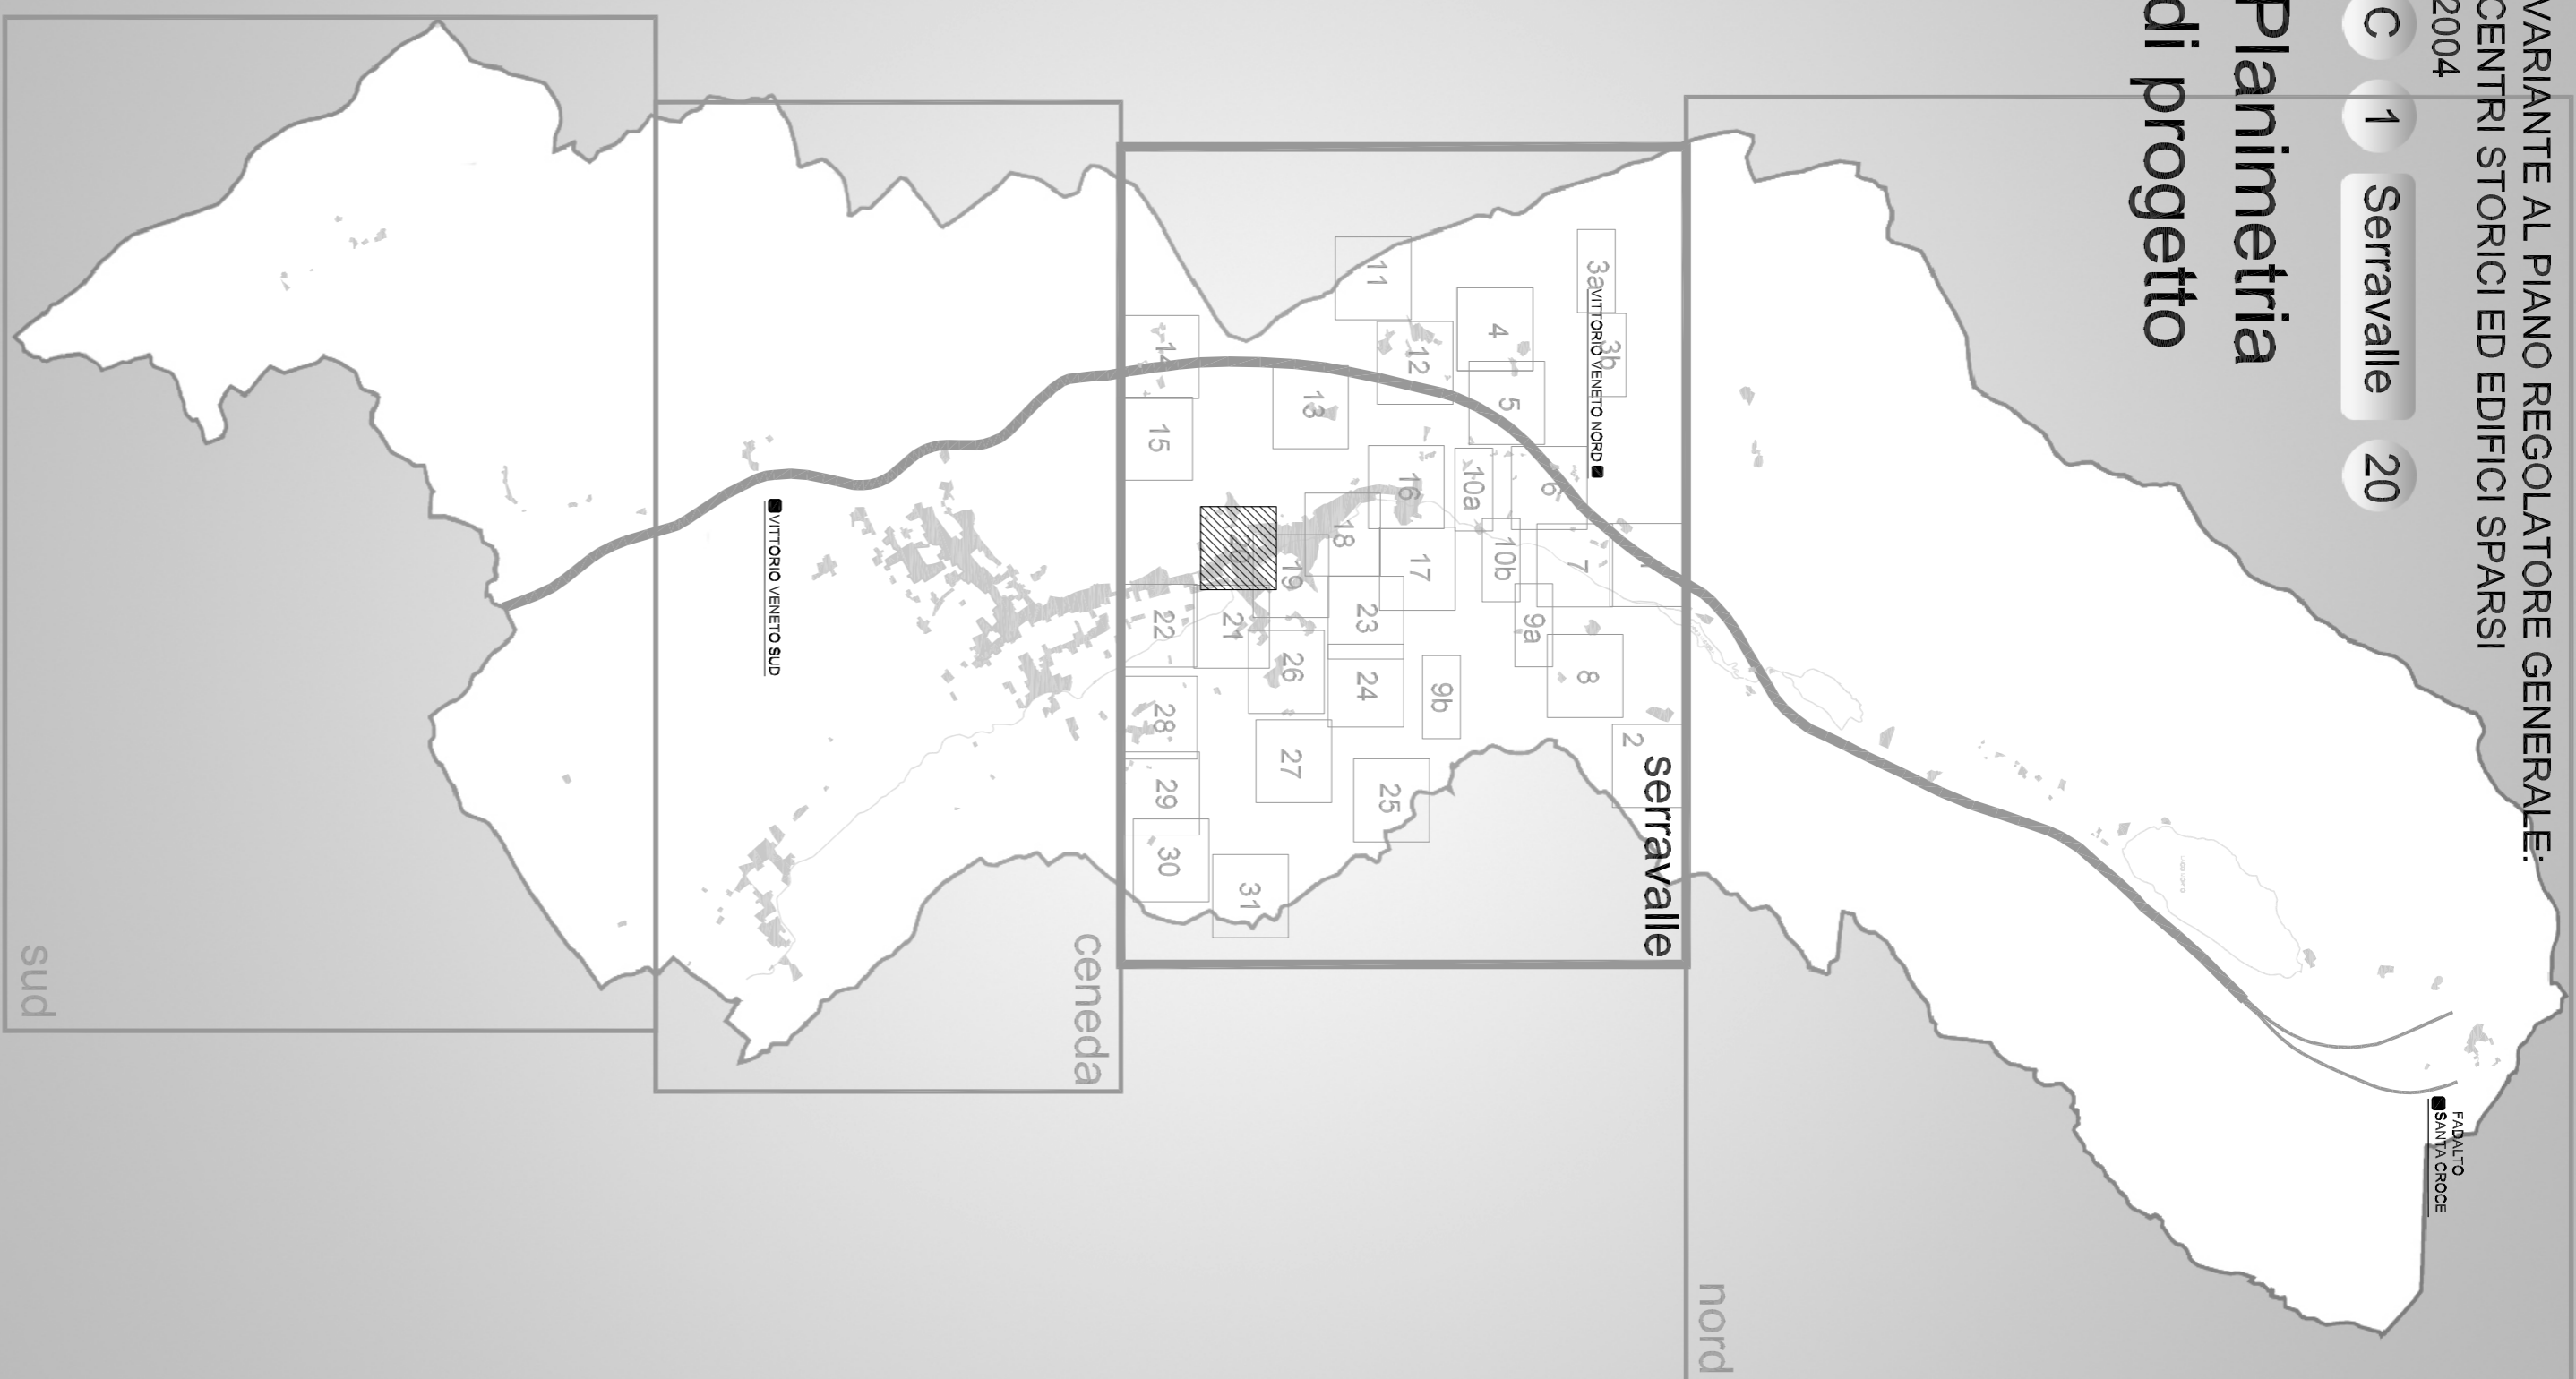 VARIANTE AL PIANO REGOLATORE GENERALE:
CENTRI STORICI ED EDIFICI SPARSI
2004
C 1 Serravalle 20
Planimetria
di progetto
FADALTO
SANTA CROCE
nord
serravalle
2
1
3a
3b
VITTORIO VENETO NORD
8
7
6
9a
5
4
10b
10a
9b
17
16
12
25
11
24
23
18
13
27
26
19
20
31
21
30
29
28
22
15
14
ceneda
VITTORIO VENETO SUD
sud